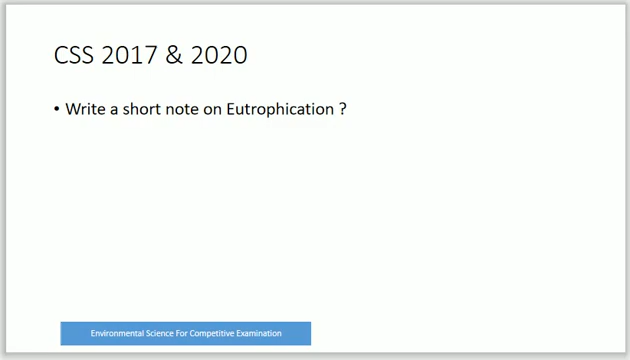 CSS 2017 & 2020
• Write a short note on Eutrophication ?
Environmental Science For Competitive Examination